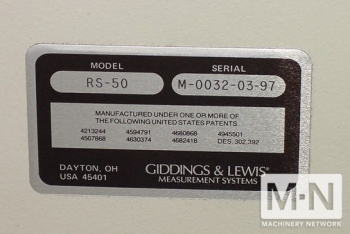 MODEL SERIAL
RS-50 M-0032-03-97
MANUFACTURED UNDER ONE OR MORE OF
THE FOLLOWING UNITED STATES PATENTS.
4213244 4594791 4680868 4945501
4507868 4630374 4682418 DES. 302,392
DAYTON, OH GIDDINGS & LEWIS®
USA 45401 MEASUREMENT SYSTEMS
M-N
MACHINERY NETWORK